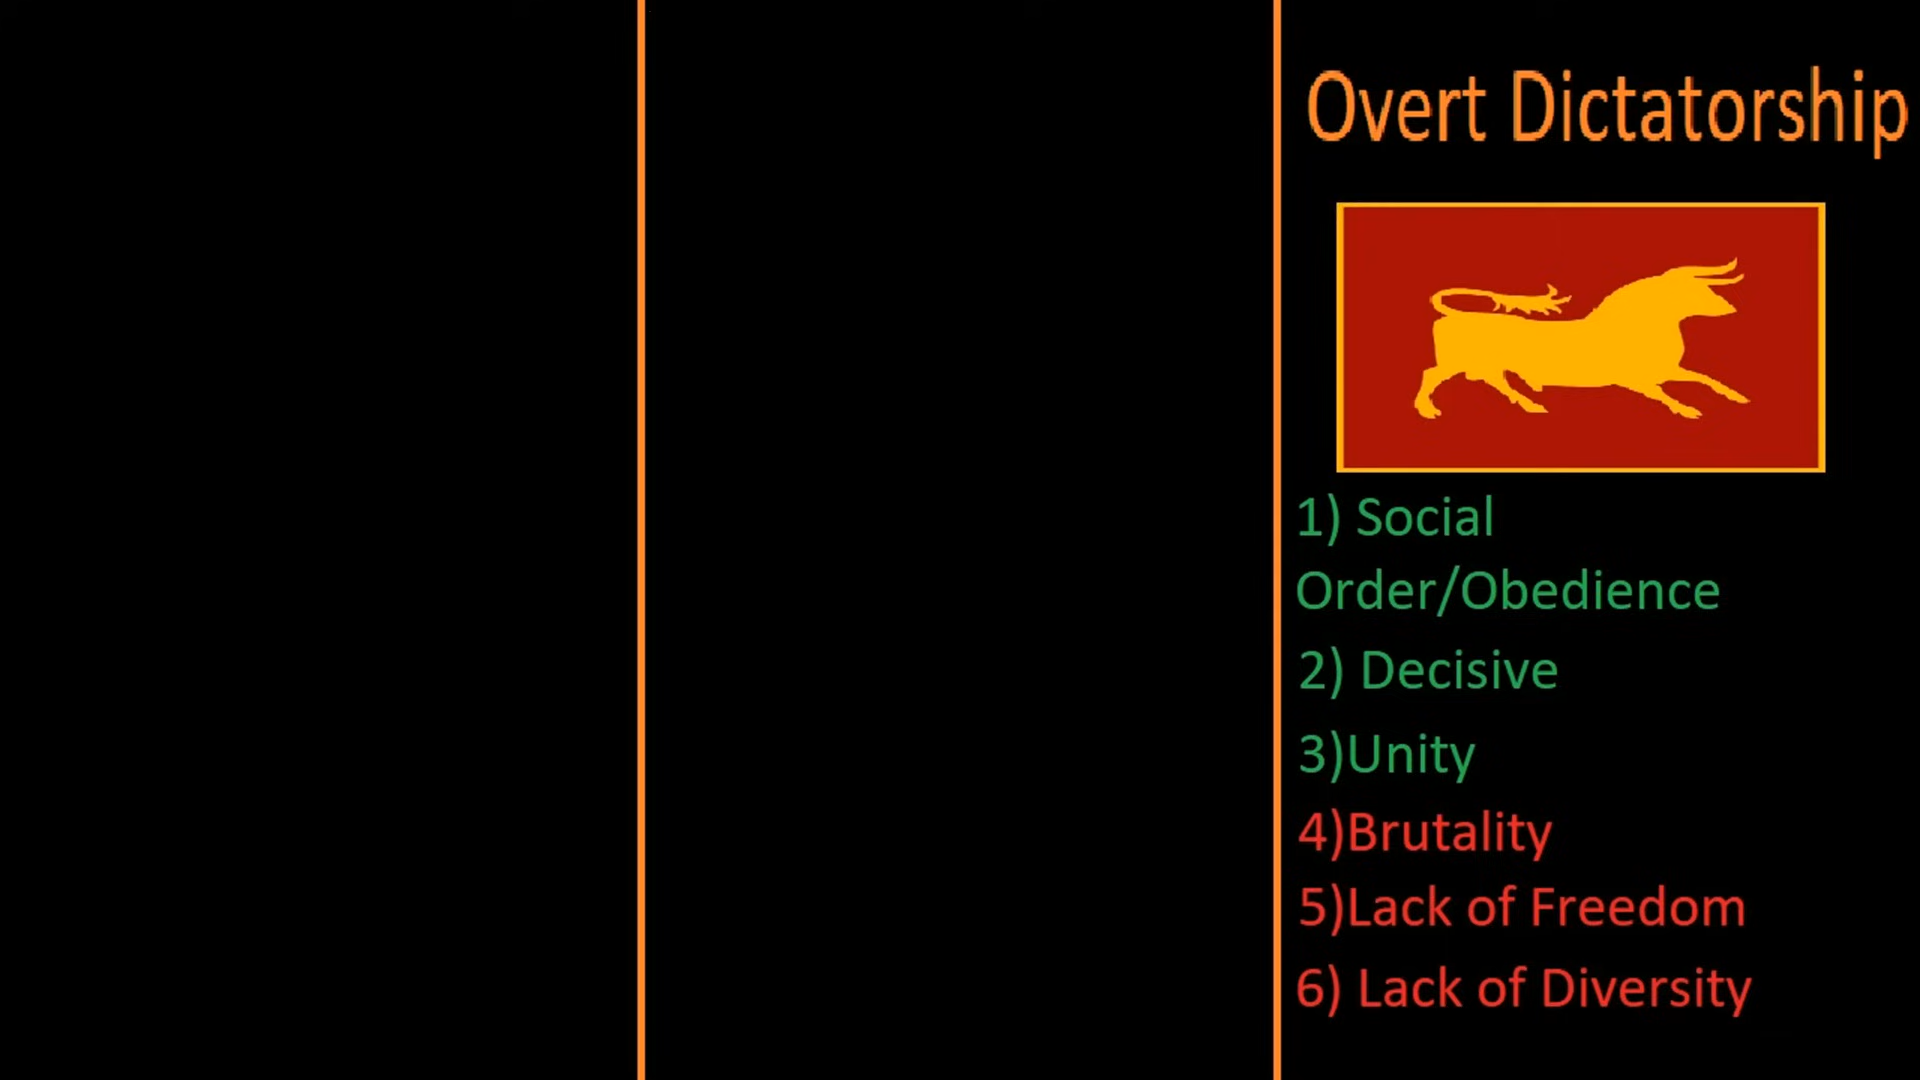 Overt Dictatorship
1) Social
Order/Obedience
2) Decisive
3)Unity
4)Brutality
5)Lack of Freedom
6) Lack of Diversity